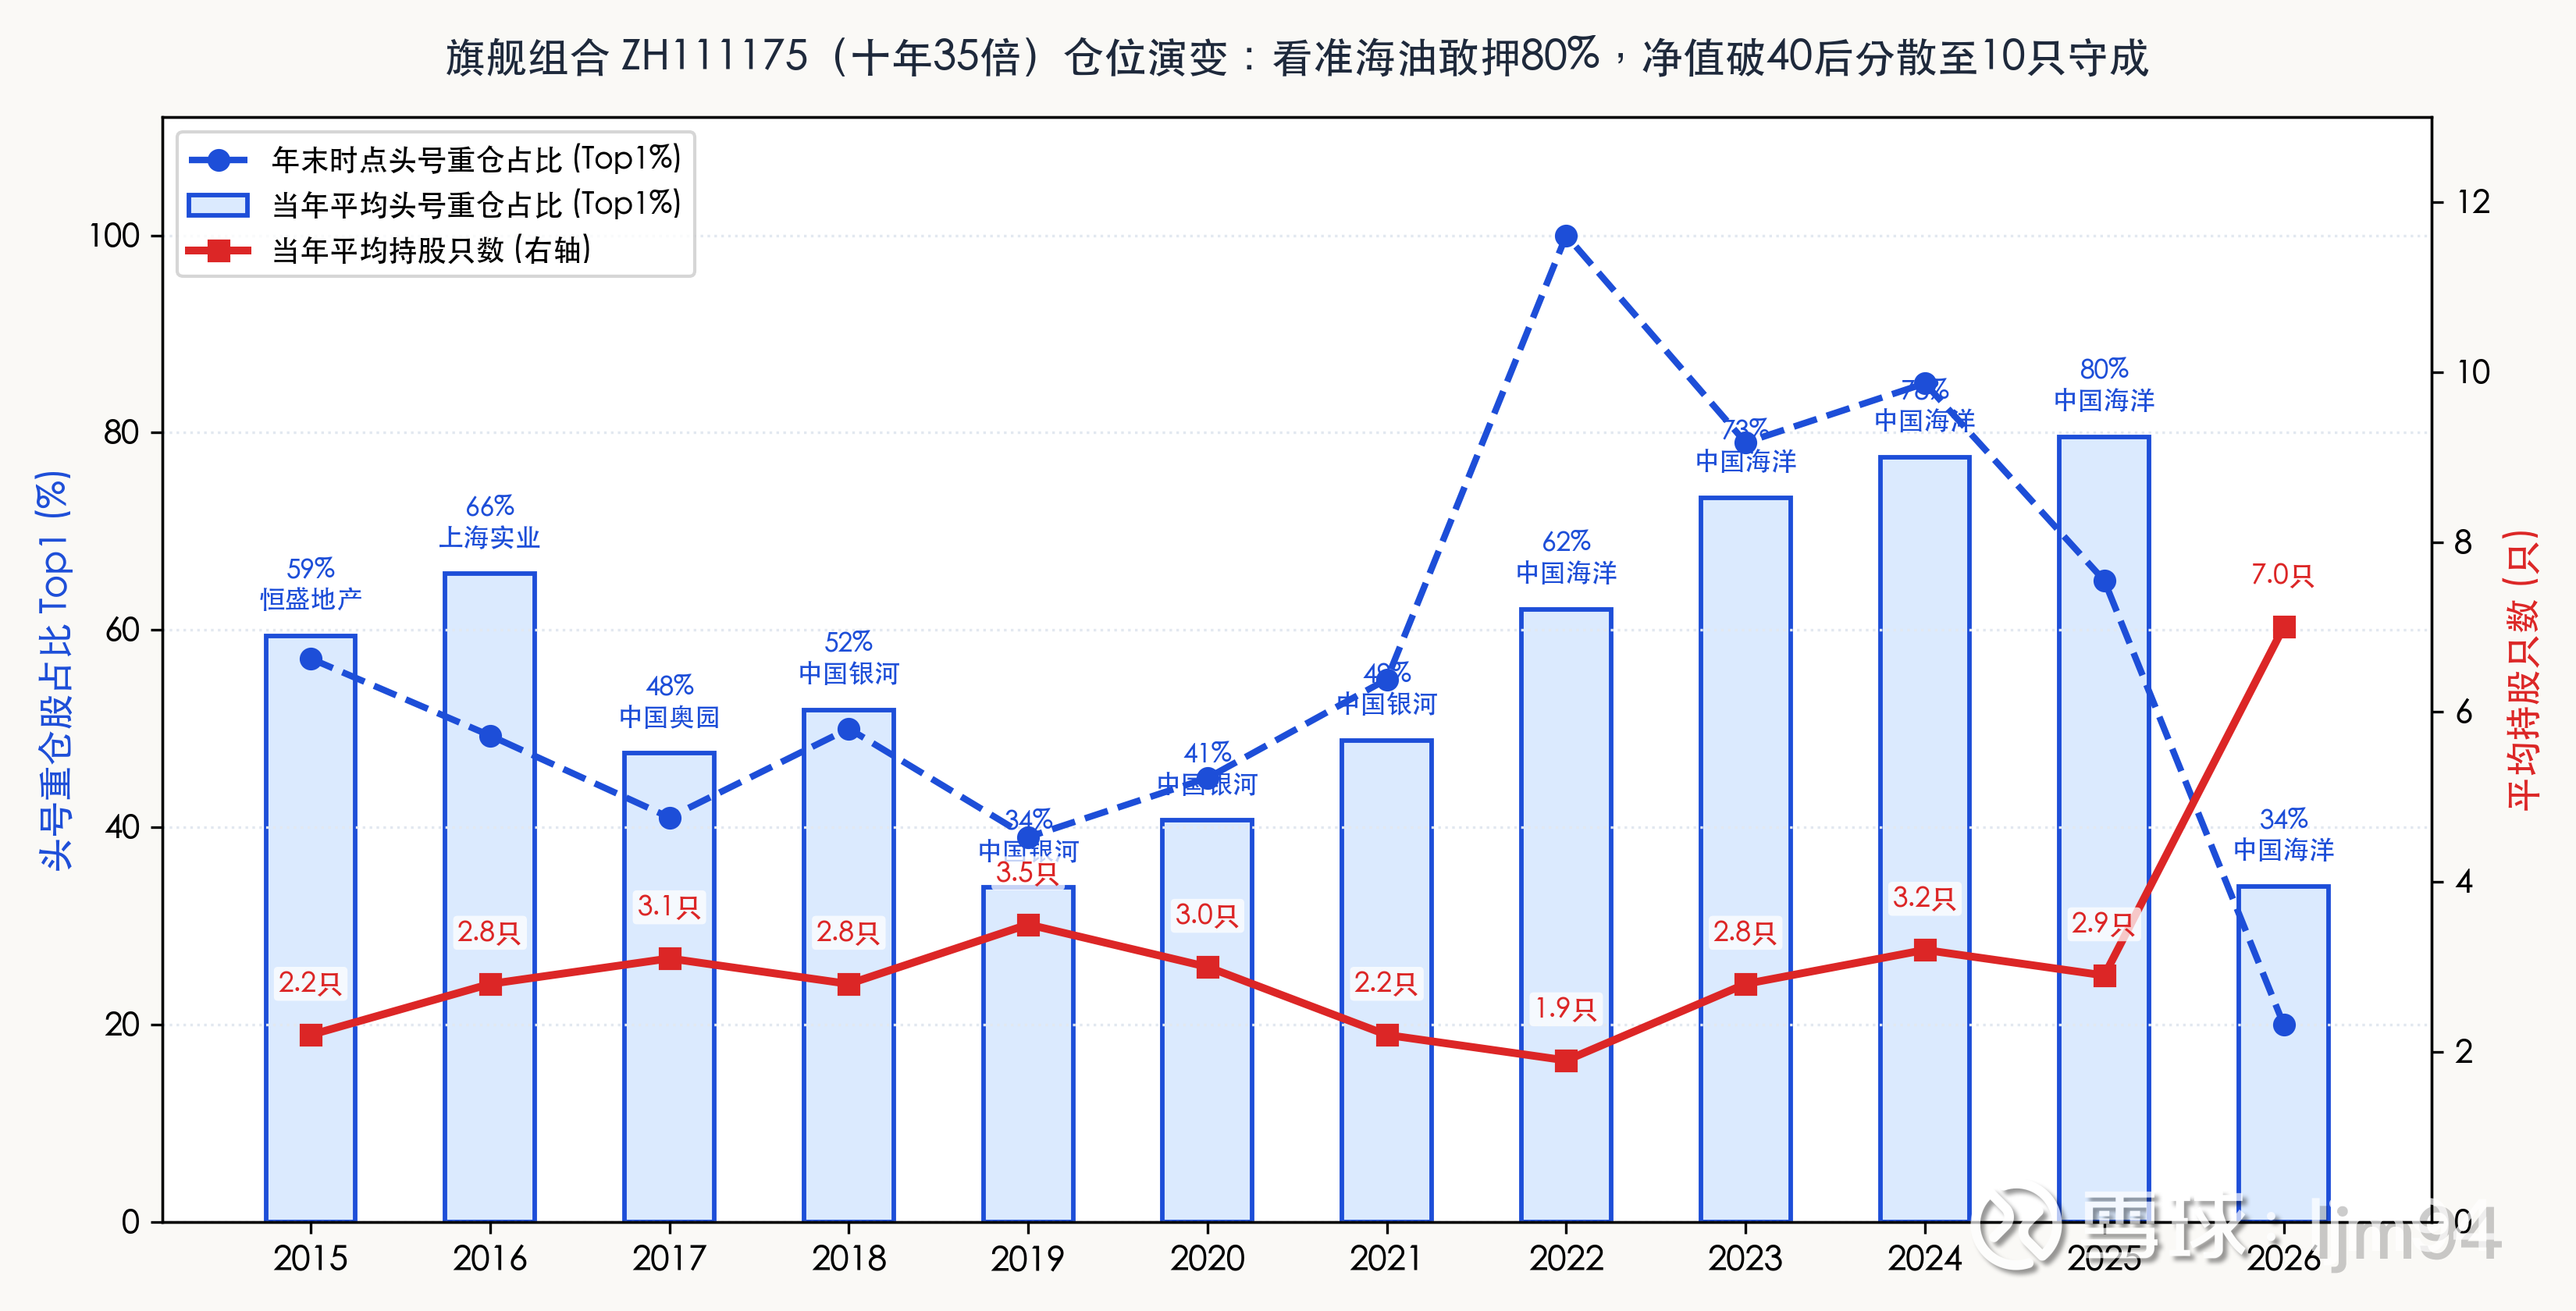 旗舰组合 ZH111175（十年35倍）仓位演变：看准海油敢押80%，净值破40后分散至10只守成
年末时点头号重仓占比 (Top1%)
当年平均头号重仓占比 (Top1%)
当年平均持股只数 (右轴)
头号重仓股占比 Top1 (%)
100
80
60
40
20
0
59%
恒盛地产
66%
上海实业
48%
中国奥园
52%
中国银河
34%
中国银河
41%
中国银河
中国银河
62%
中国海洋
73%
中国海洋
中国海洋
80%
中国海洋
34%
中国海洋
2.2只
2.8只
3.1只
2.8只
3.5只
3.0只
2.2只
1.9只
2.8只
3.2只
2.9只
7.0只
12
10
8
6
4
2
0
平均持股只数 (只)
2015
2016
2017
2018
2019
2020
2021
2022
2023
2024
2025
2026
雪球：ljm94